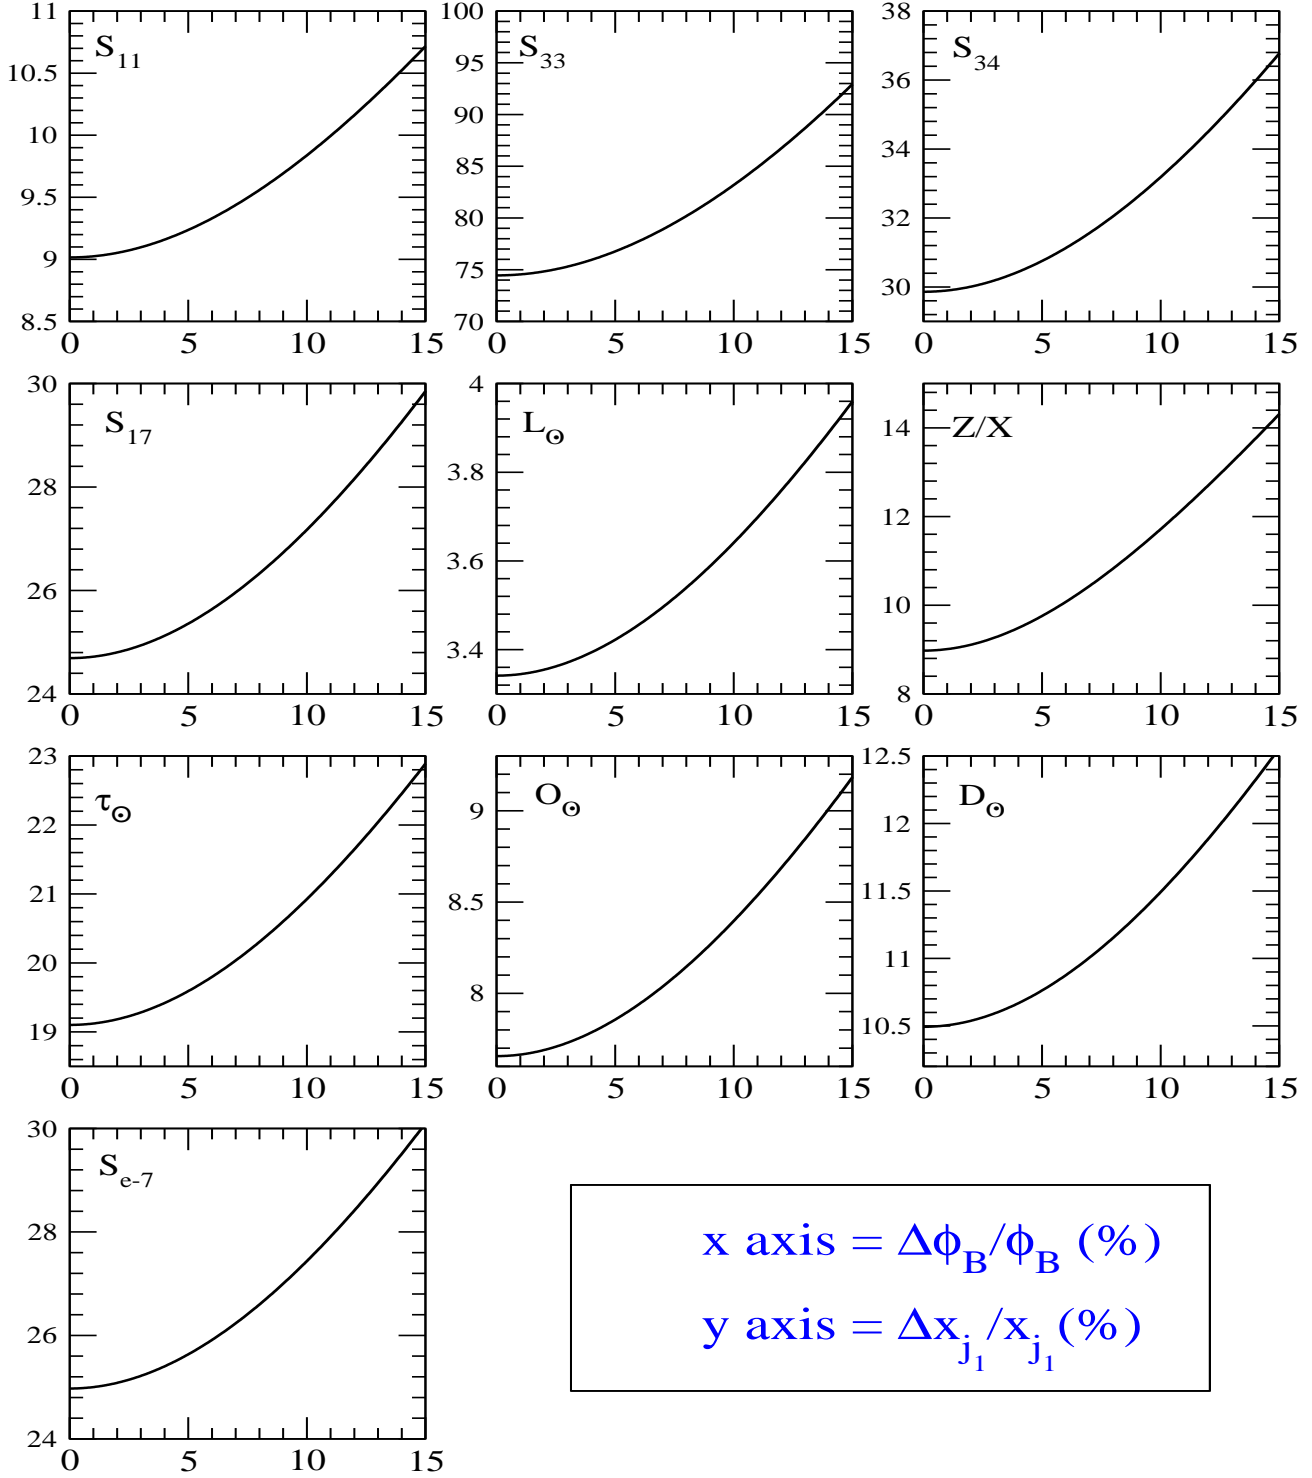 S11
11
10.5
10
9.5
9
8.5
0 5 10 15
S33
100
95
90
85
80
75
70
0 5 10 15
S34
38
36
34
32
30
0 5 10 15
S17
30
28
26
24
0 5 10 15
L⊙
4
3.8
3.6
3.4
0 5 10 15
Z/X
14
12
10
8
0 5 10 15
τ⊙
23
22
21
20
19
0 5 10 15
O⊙
9
8.5
8
0 5 10 15
D⊙
12.5
12
11.5
11
10.5
0 5 10 15
Se-7
30
28
26
24
0 5 10 15
x axis = ΔϕB/ϕB (%)
y axis = Δxj1/xj1(%)